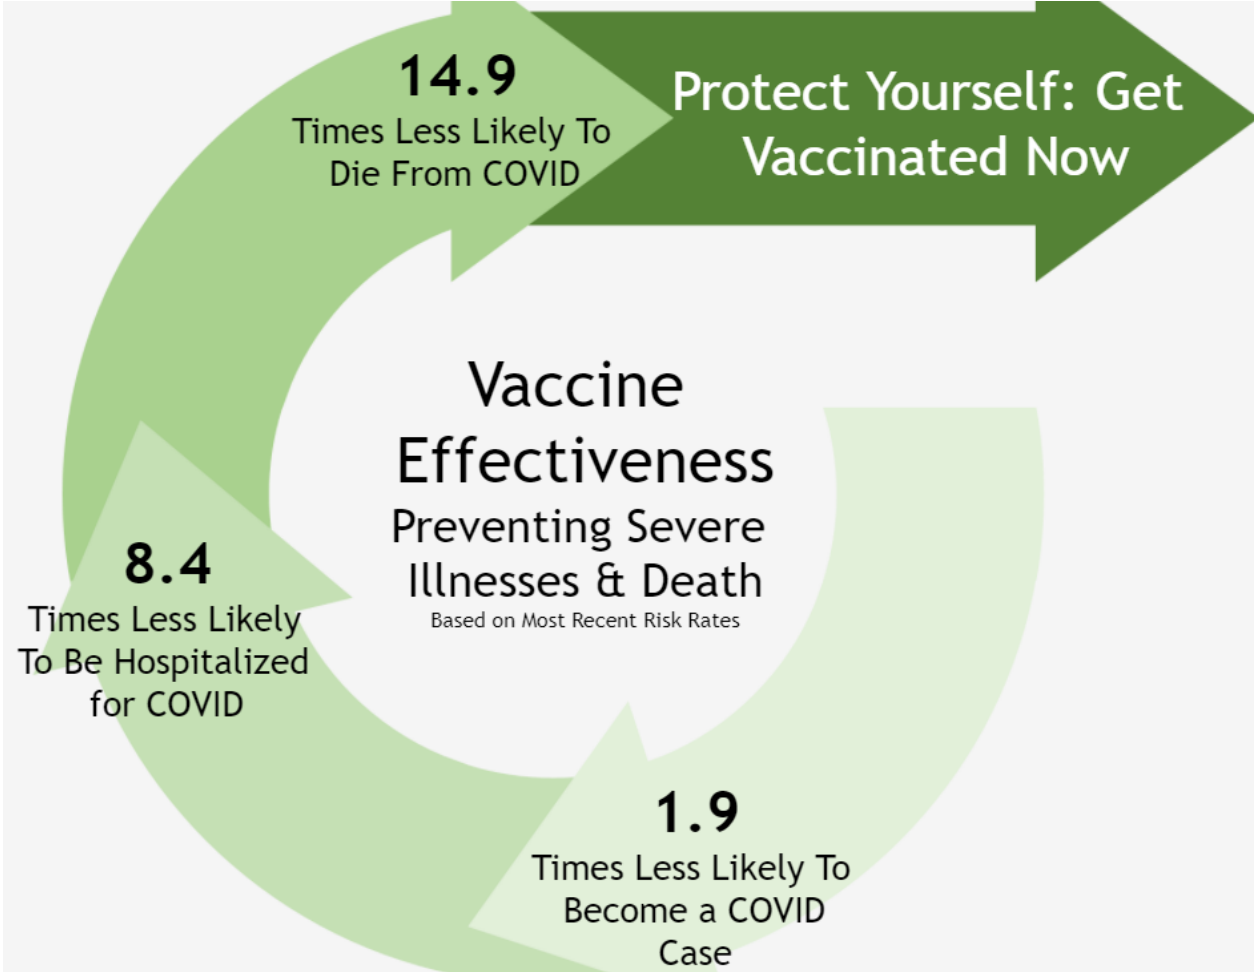 14.9
Times Less Likely To
Die From COVID
Protect Yourself: Get
Vaccinated Now
Vaccine
Effectiveness
Preventing Severe
Illnesses & Death
Based on Most Recent Risk Rates
8.4
Times Less Likely
To Be Hospitalized
for COVID
1.9
Times Less Likely To
Become a COVID
Case